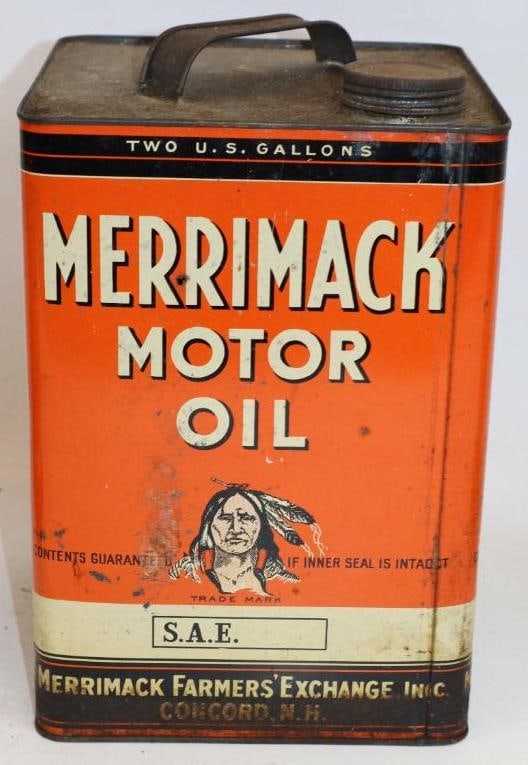 TWO U.S. GALLONS
MERRIMACK
MOTOR
OIL
CONTENTS GUARANTEED IF INNER SEAL IS INTACT
TRADE MARK
S.A.E.
MERRIMACK FARMERS' EXCHANGE, INC.
CONCORD, N.H.